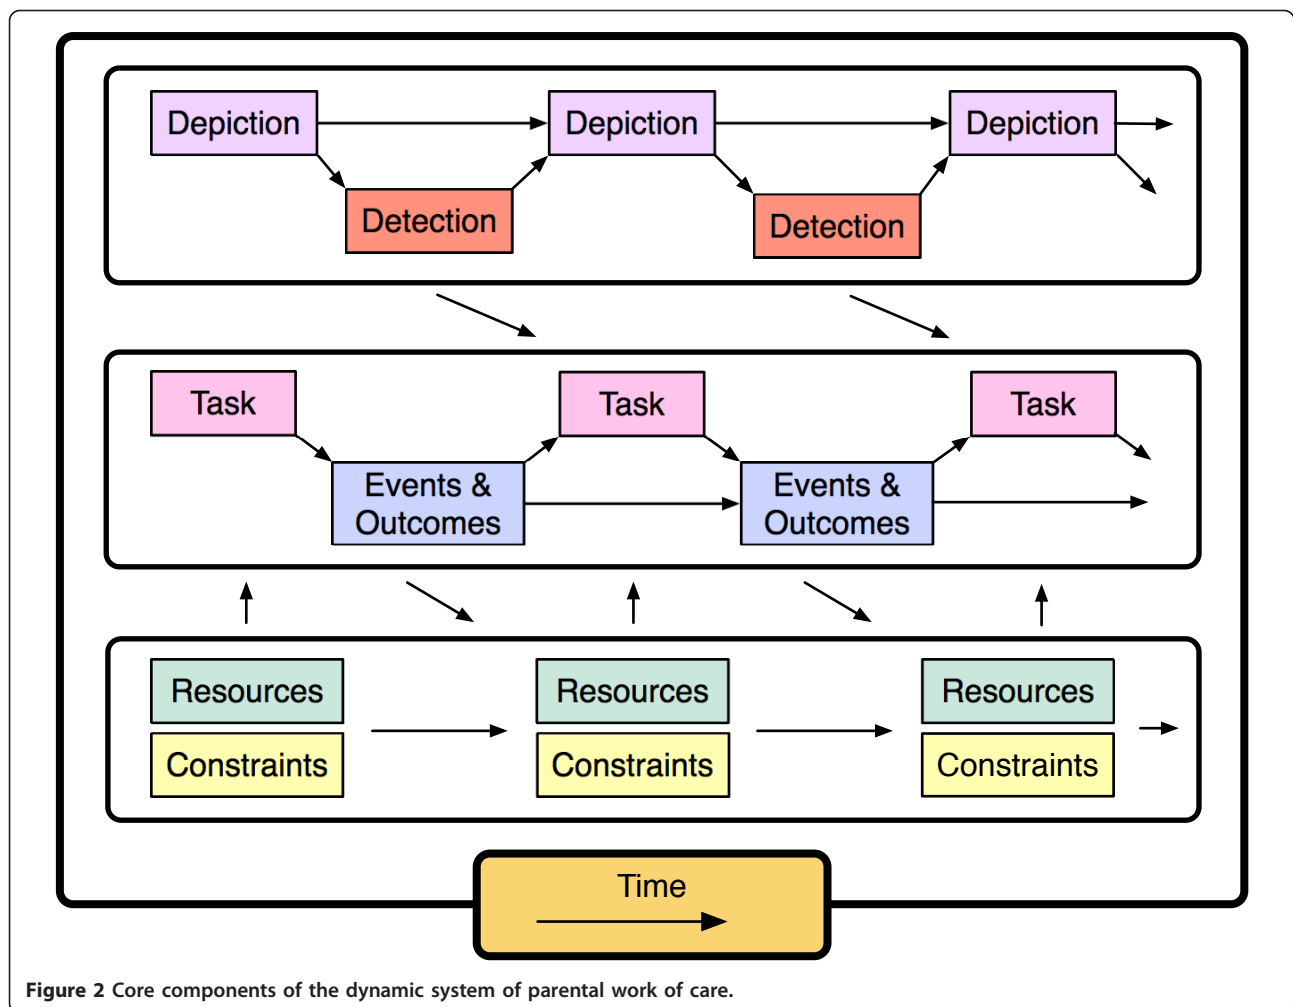 Depiction
Depiction
Depiction
Detection
Detection
Task
Task
Task
Events &
Outcomes
Events &
Outcomes
Resources
Resources
Resources
Constraints
Constraints
Constraints
Time
Figure 2 Core components of the dynamic system of parental work of care.